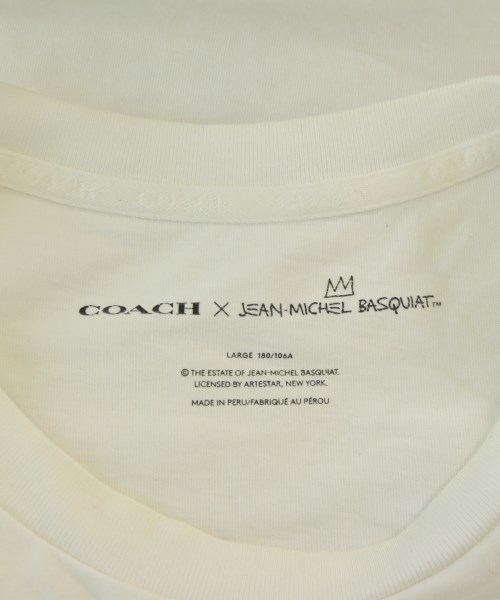 COACH X JEAN-MICHEL BASQUIAT™
LARGE 180/106A
© THE ESTATE OF JEAN-MICHEL BASQUIAT.
LICENSED BY ARTESTAR, NEW YORK.
MADE IN PERU/FABRIQUÉ AU PÉROU